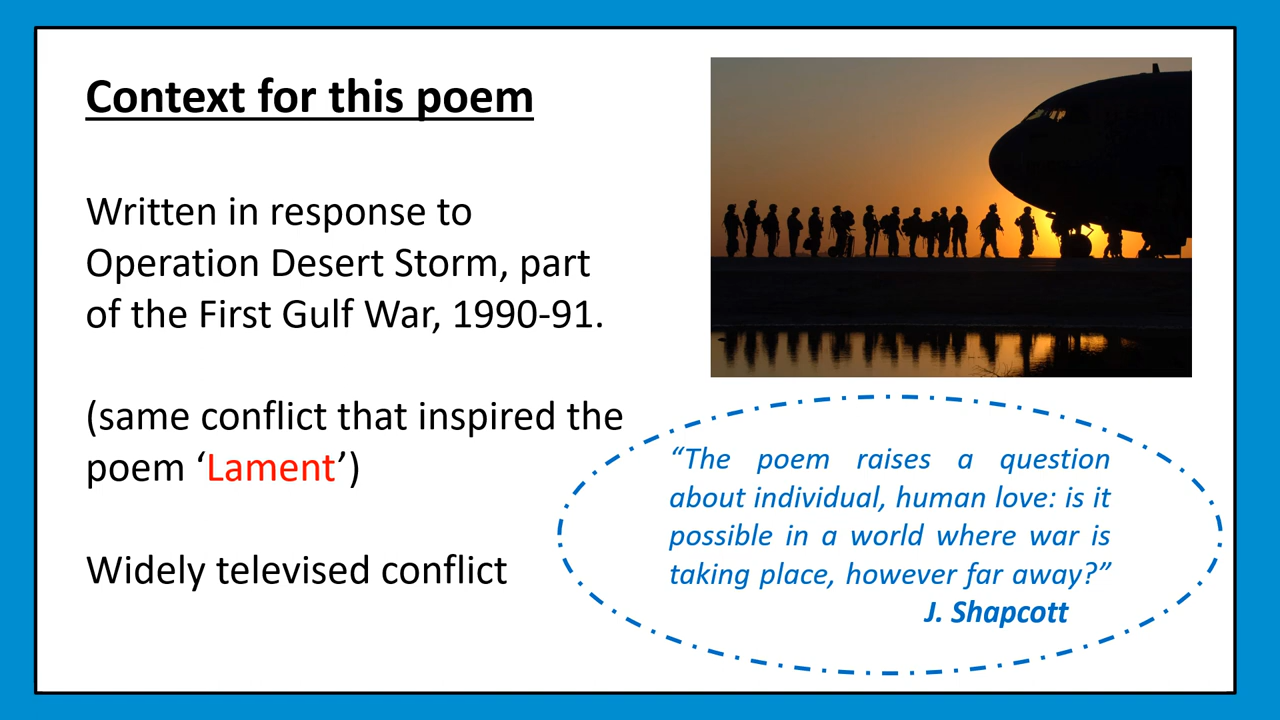 Context for this poem
Written in response to
Operation Desert Storm, part
of the First Gulf War, 1990-91.
(same conflict that inspired the
poem ‘Lament’)
Widely televised conflict
“The poem raises a question
about individual, human love: is it
possible in a world where war is
taking place, however far away?”
J. Shapcott